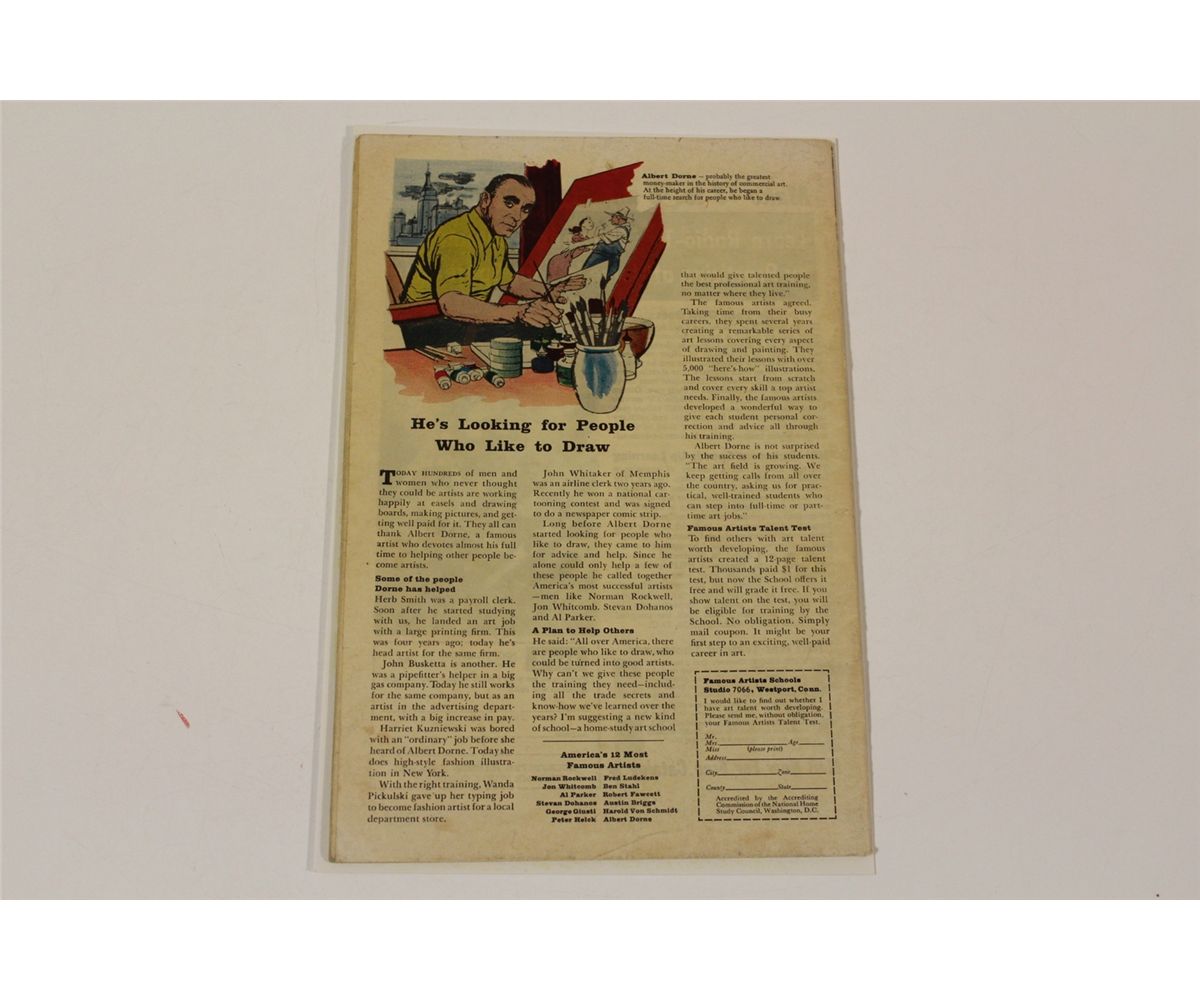 Albert Dorne — probably the greatest
money-maker in the history of commercial art.
At the height of his career, he began a
full-time search for people who like to draw.
He's Looking for People
Who Like to Draw
TODAY HUNDREDS of men and
women who never thought
they could be artists are working
happily at easels and drawing
boards, making pictures, and get-
ting well paid for it. They all can
thank Albert Dorne, a famous
artist who devotes almost his full
time to helping other people be-
come artists.
Some of the people
Dorne has helped
Herb Smith was a payroll clerk.
Soon after he started studying
with us, he landed an art job
with a large printing firm. This
was four years ago; today he's
head artist for the same firm.
John Busketta is another. He
was a pipefitter's helper in a big
gas company. Today he still works
for the same company, but as an
artist in the advertising depart-
ment, with a big increase in pay.
Harriet Kuzniewski was bored
with an "ordinary" job before she
heard of Albert Dorne. Today she
does high-style fashion illustra-
tion in New York.
With the right training, Wanda
Pickulski gave up her typing job
to become fashion artist for a local
department store.
John Whitaker of Memphis
was an airline clerk two years ago.
Recently he won a national car-
tooning contest and was signed
to do a newspaper comic strip.
Long before Albert Dorne
started looking for people who
like to draw, they came to him
for advice and help. Since he
alone could only help a few of
these people he called together
America's most successful artists
—men like Norman Rockwell,
Jon Whitcomb, Stevan Dohanos
and Al Parker.
A Plan to Help Others
He said: "All over America, there
are people who like to draw, who
could be turned into good artists.
Why can't we give these people
the training they need—includ-
ing all the trade secrets and
know-how we've learned over the
years? I'm suggesting a new kind
of school—a home-study art school
America's 12 Most
Famous Artists
Norman Rockwell Fred Ludekens
Jon Whitcomb Ben Stahl
Al Parker Robert Fawcett
Stevan Dohanos Austin Briggs
George Giusti Harold Von Schmidt
Peter Helck Albert Dorne
that would give talented people
the best professional art training,
no matter where they live."
The famous artists agreed.
Taking time from their busy
careers, they spent several years
creating a remarkable series of
art lessons covering every aspect
of drawing and painting. They
illustrated their lessons with over
5,000 "here's-how" illustrations.
The lessons start from scratch
and cover every skill a top artist
needs. Finally, the famous artists
developed a wonderful way to
give each student personal cor-
rection and advice all through
his training.
Albert Dorne is not surprised
by the success of his students.
"The art field is growing. We
keep getting calls from all over
the country, asking us for prac-
tical, well-trained students who
can step into full-time or part-
time art jobs."
Famous Artists Talent Test
To find others with art talent
worth developing, the famous
artists created a 12-page talent
test. Thousands paid $1 for this
test, but now the School offers it
free and will grade it free. If you
show talent on the test, you will
be eligible for training by the
School. No obligation. Simply
mail coupon. It might be your
first step to an exciting, well-paid
career in art.
Famous Artists Schools
Studio 7066, Westport, Conn.
I would like to find out whether I
have art talent worth developing.
Please send me, without obligation,
your Famous Artists Talent Test.
Mr.
Mrs. Age
Miss (please print)
Address
City Zone
County State
Accredited by the Accrediting
Commission of the National Home
Study Council, Washington, D.C.